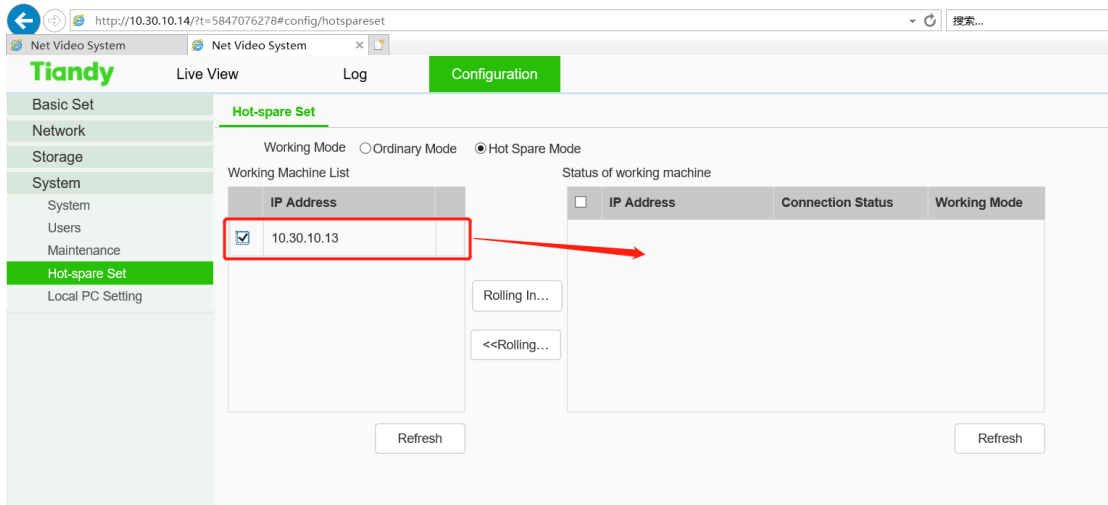 http://10.30.10.14/?t=5847076278#config/hotspareset
搜索...
Net Video System
Net Video System
Tiandy
Live View
Log
Configuration
Basic Set
Network
Storage
System
System
Users
Maintenance
Hot-spare Set
Local PC Setting
Hot-spare Set
Working Mode Ordinary Mode Hot Spare Mode
Working Machine List
IP Address
10.30.10.13
Rolling In...
<<Rolling...
Refresh
Status of working machine
IP Address Connection Status Working Mode
Refresh